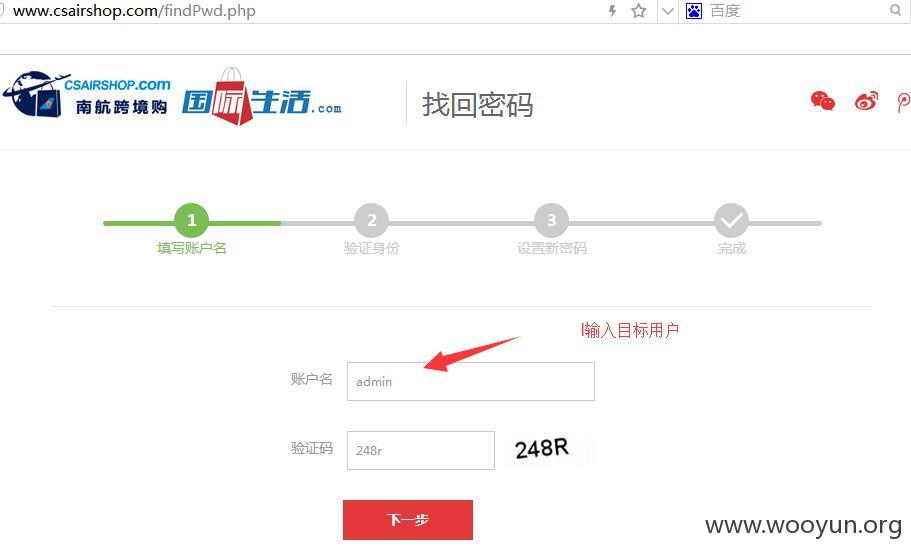 www.csairshop.com/findPwd.php
百度
CSAIRSHOP.com
南航跨境购
国际生活.com
找回密码
1
2
3
填写账户名
验证身份
设置新密码
完成
输入目标用户
账户名
admin
验证码
248r
248R
下一步
www.wooyun.org